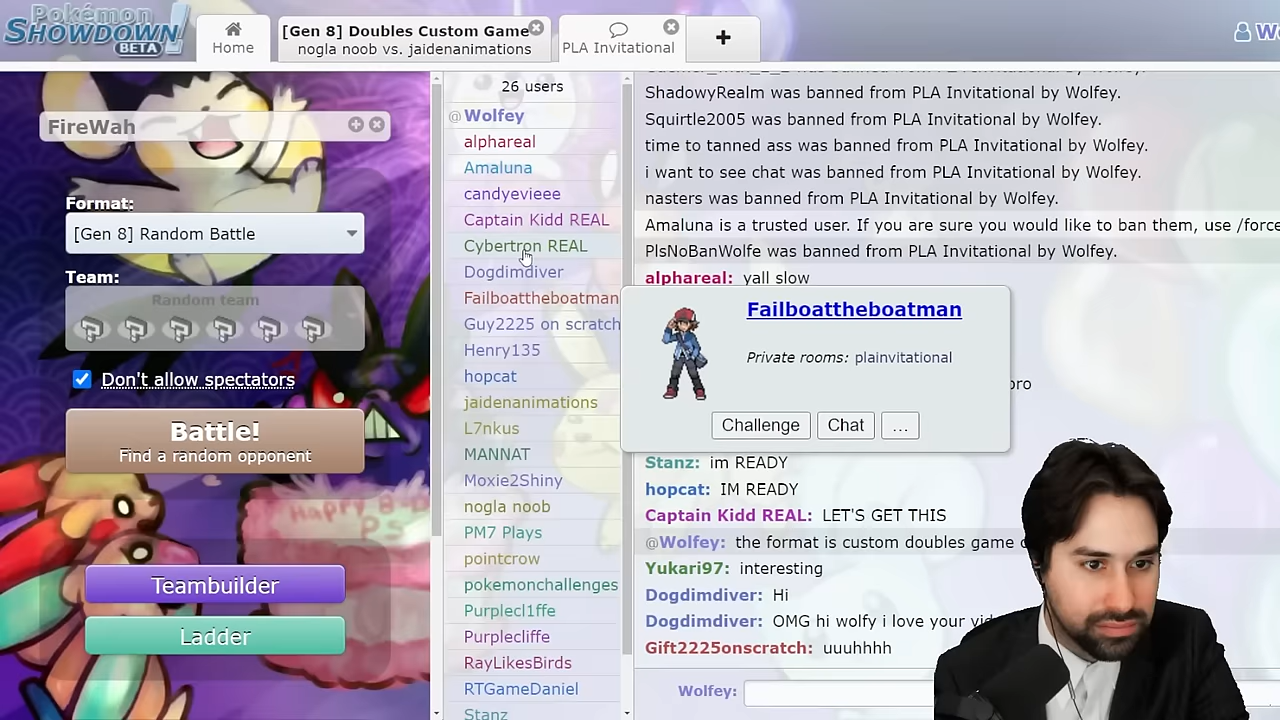 Pokémon
SHOWDOWN!
BETA
Home
[Gen 8] Doubles Custom Game
nogla noob vs. jaidenanimations
PLA Invitational
FireWah
Format:
[Gen 8] Random Battle
Team:
Random team
Don't allow spectators
Battle!
Find a random opponent
Teambuilder
Ladder
26 users
@Wolfey
alphareal
Amaluna
candyevieee
Captain Kidd REAL
Cybertron REAL
Dogdimdiver
Failboattheboatman
Guy2225 on scratch
Henry135
hopcat
jaidenanimations
L7nkus
MANNAT
Moxie2Shiny
nogla noob
PM7 Plays
pointcrow
pokemonchallenges
Purplecl1ffe
Purplecliffe
RayLikesBirds
RTGameDaniel
Stanz
was banned from PLA Invitational by Wolfey.
ShadowyRealm was banned from PLA Invitational by Wolfey.
Squirtle2005 was banned from PLA Invitational by Wolfey.
time to tanned ass was banned from PLA Invitational by Wolfey.
i want to see chat was banned from PLA Invitational by Wolfey.
nasters was banned from PLA Invitational by Wolfey.
Amaluna is a trusted user. If you are sure you would like to ban them, use /force
PlsNoBanWolfe was banned from PLA Invitational by Wolfey.
alphareal: yall slow
Failboattheboatman
Private rooms: plainvitational
Challenge
Chat
...
Stanz: im READY
hopcat: IM READY
Captain Kidd REAL: LET'S GET THIS
@Wolfey: the format is custom doubles game
Yukari97: interesting
Dogdimdiver: Hi
Dogdimdiver: OMG hi wolfy i love your
Gift2225onscratch: uuuhhhh
Wolfey: